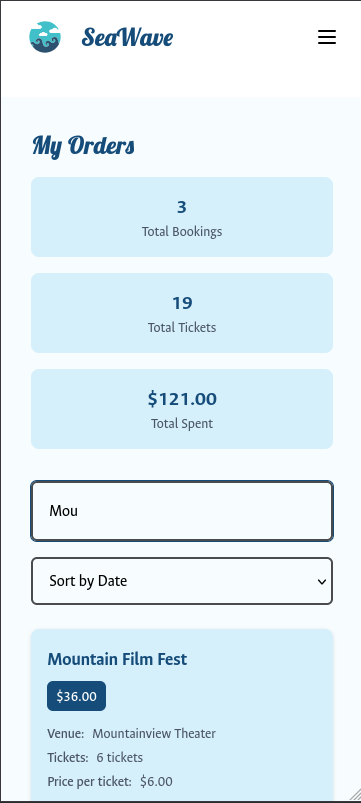 SeaWave
My Orders
3
Total Bookings
19
Total Tickets
$121.00
Total Spent
Mou
Sort by Date
Mountain Film Fest
$36.00
Venue: Mountainview Theater
Tickets: 6 tickets
Price per ticket: $6.00